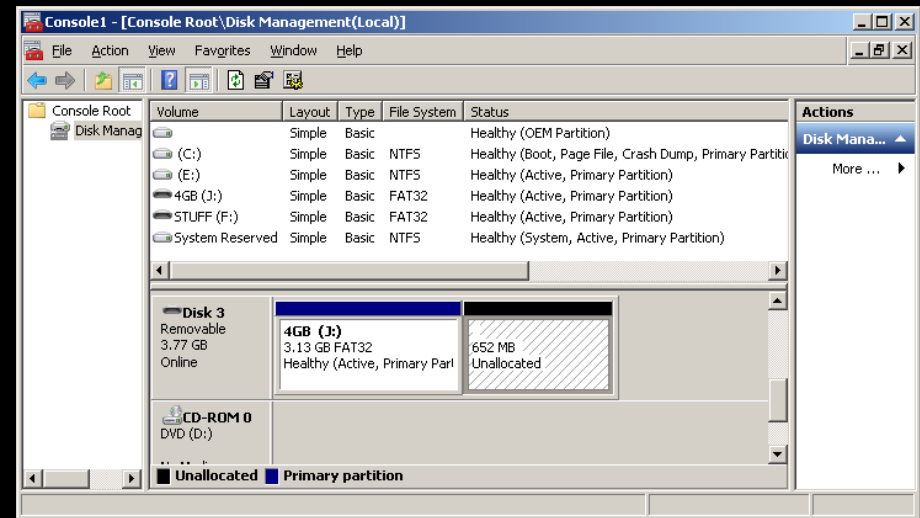 Console1 - [Console Root\Disk Management(Local)]
File Action View Favorites Window Help
Console Root
Disk Manag
Volume Layout Type File System Status
Simple Basic Healthy (OEM Partition)
(C:) Simple Basic NTFS Healthy (Boot, Page File, Crash Dump, Primary Partitic
(E:) Simple Basic NTFS Healthy (Active, Primary Partition)
4GB (J:) Simple Basic FAT32 Healthy (Active, Primary Partition)
STUFF (F:) Simple Basic FAT32 Healthy (Active, Primary Partition)
System Reserved Simple Basic NTFS Healthy (System, Active, Primary Partition)
Actions
Disk Mana...
More ...
Disk 3
Removable
3.77 GB
Online
4GB (J:)
3.13 GB FAT32
Healthy (Active, Primary Part
652 MB
Unallocated
CD-ROM 0
DVD (D:)
Unallocated Primary partition